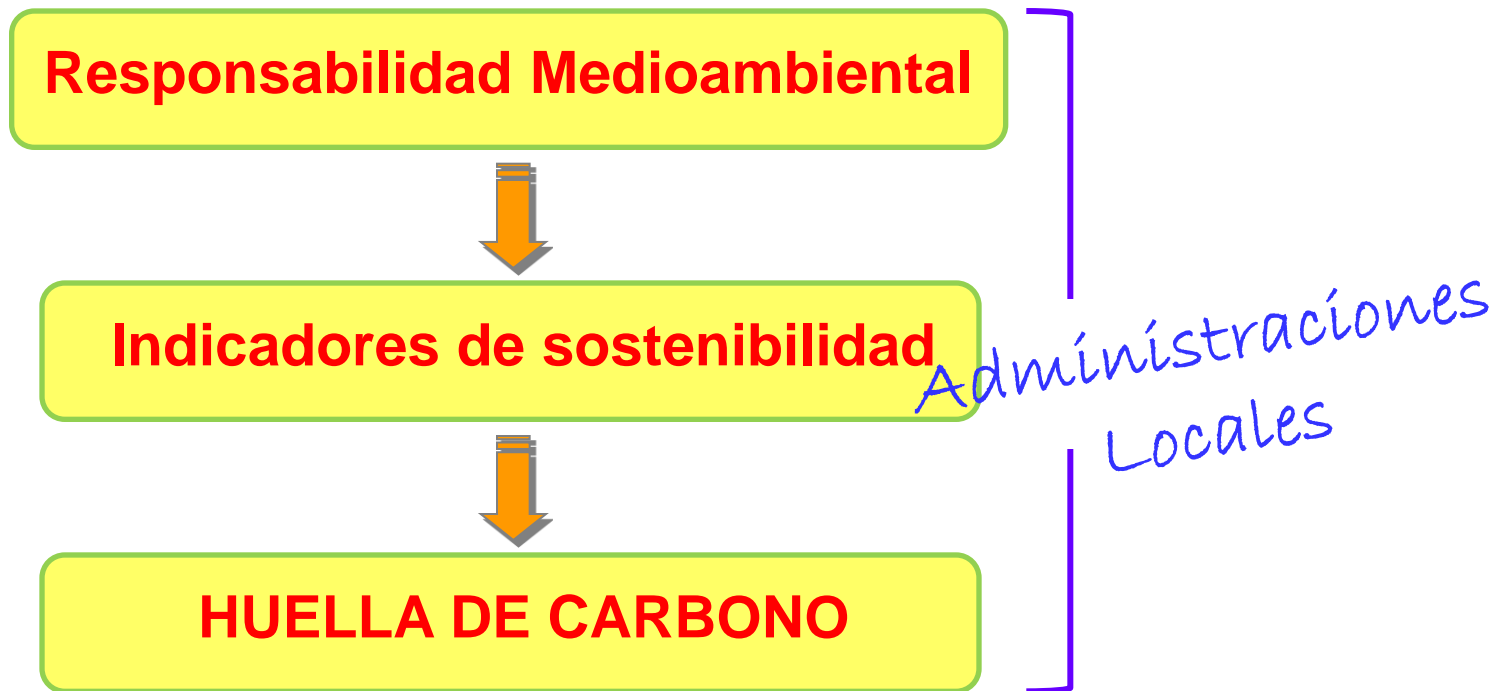 Responsabilidad Medioambiental
Indicadores de sostenibilidad
Administraciones
Locales
HUELLA DE CARBONO